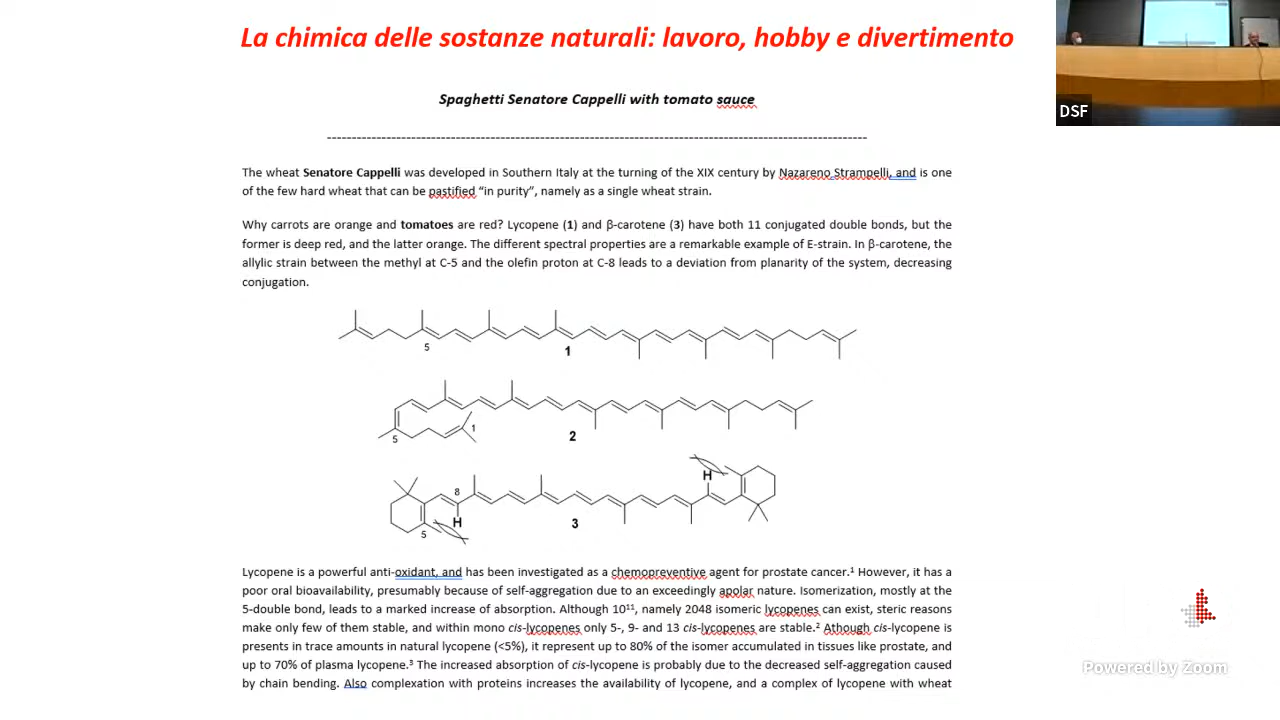 La chimica delle sostanze naturali: lavoro, hobby e divertimento
DSF
Spaghetti Senatore Cappelli with tomato sauce
------------------------------------------------------------------------------------------------------------
The wheat Senatore Cappelli was developed in Southern Italy at the turning of the XIX century by Nazareno Strampelli, and is one
of the few hard wheat that can be pastified "in purity", namely as a single wheat strain.
Why carrots are orange and tomatoes are red? Lycopene (1) and β-carotene (3) have both 11 conjugated double bonds, but the
former is deep red, and the latter orange. The different spectral properties are a remarkable example of E-strain. In β-carotene, the
allylic strain between the methyl at C-5 and the olefin proton at C-8 leads to a deviation from planarity of the system, decreasing
conjugation.
5
1
1
5
2
H
8
H
5
3
Lycopene is a powerful anti-oxidant, and has been investigated as a chemopreventive agent for prostate cancer.¹ However, it has a
poor oral bioavailability, presumably because of self-aggregation due to an exceedingly apolar nature. Isomerization, mostly at the
5-double bond, leads to a marked increase of absorption. Although 10¹¹, namely 2048 isomeric lycopenes can exist, steric reasons
make only few of them stable, and within mono cis-lycopenes only 5-, 9- and 13 cis-lycopenes are stable.² Athough cis-lycopene is
presents in trace amounts in natural lycopene (<5%), it represent up to 80% of the isomer accumulated in tissues like prostate, and
up to 70% of plasma lycopene.³ The increased absorption of cis-lycopene is probably due to the decreased self-aggregation caused
by chain bending. Also complexation with proteins increases the availability of lycopene, and a complex of lycopene with wheat
Powered by Zoom